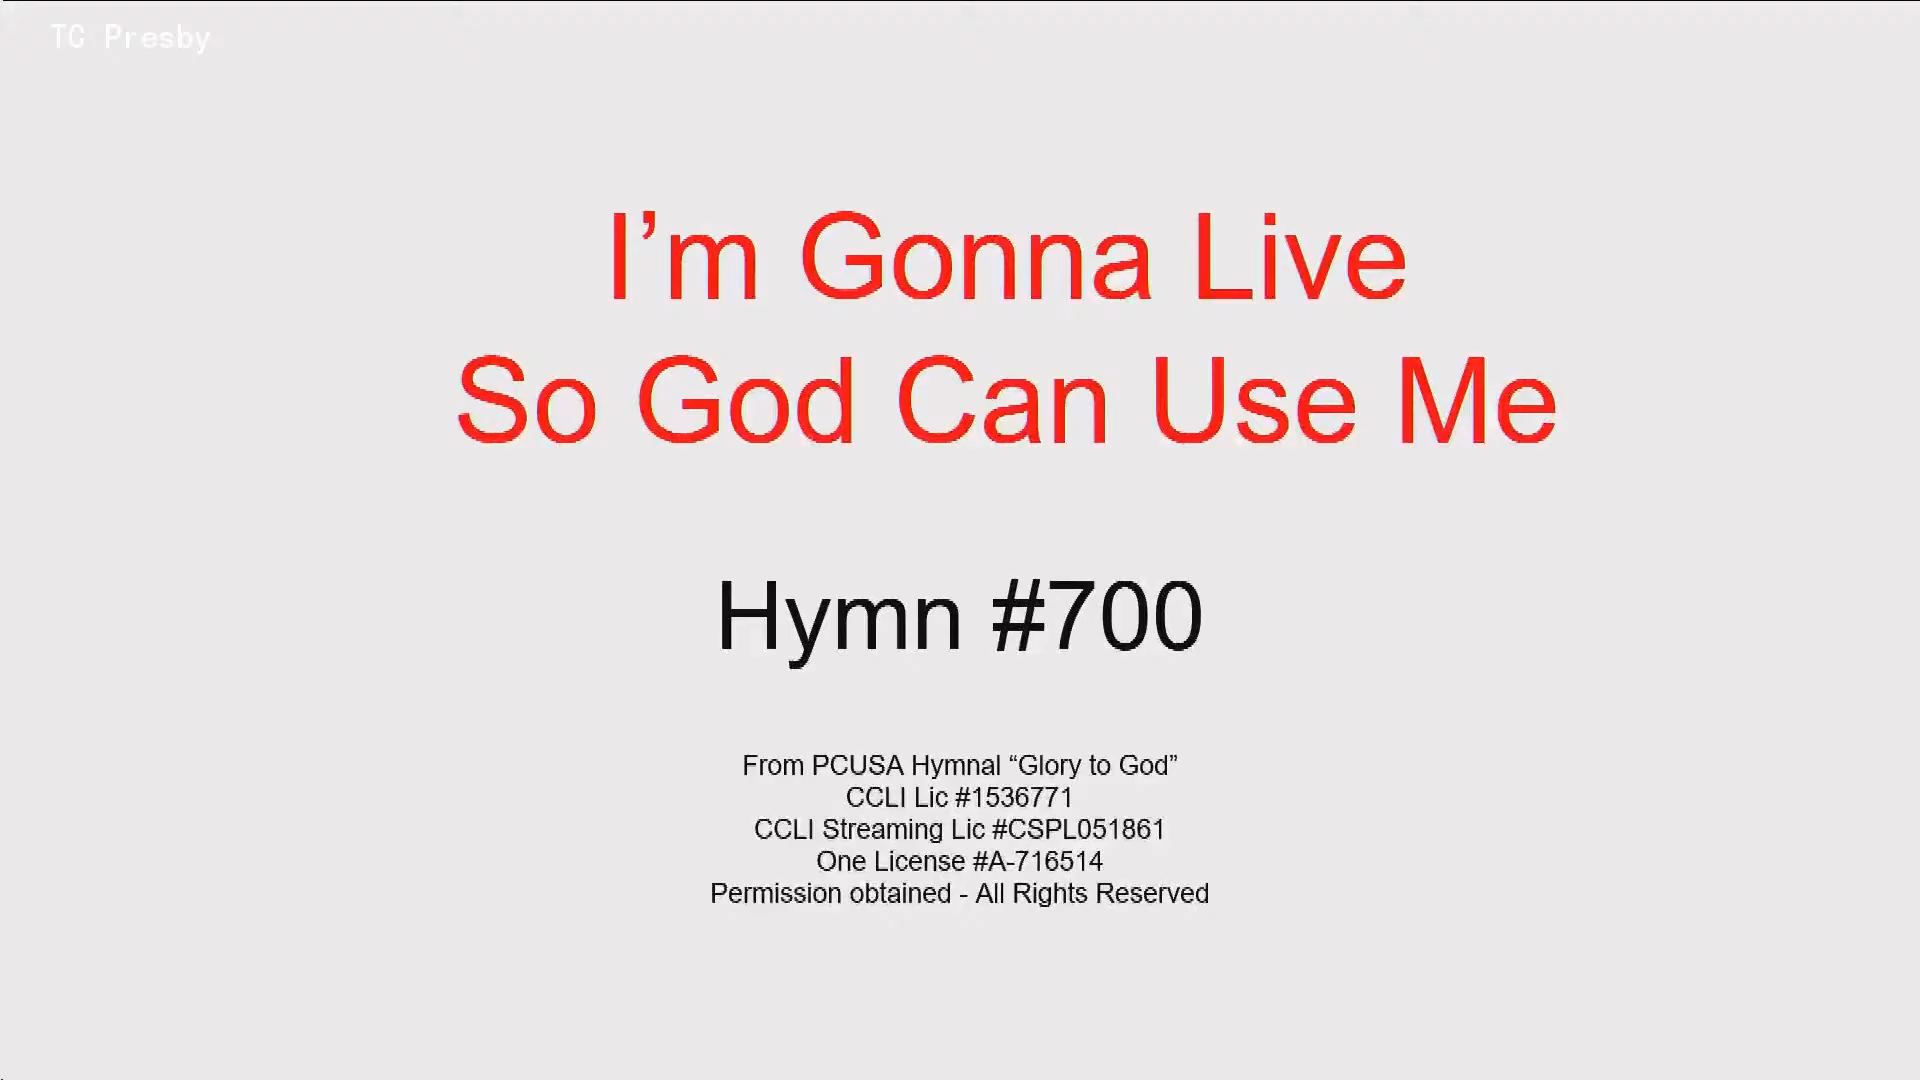 TC Presby
I’m Gonna Live
So God Can Use Me
Hymn #700
From PCUSA Hymnal “Glory to God”
CCLI Lic #1536771
CCLI Streaming Lic #CSPL051861
One License #A-716514
Permission obtained - All Rights Reserved